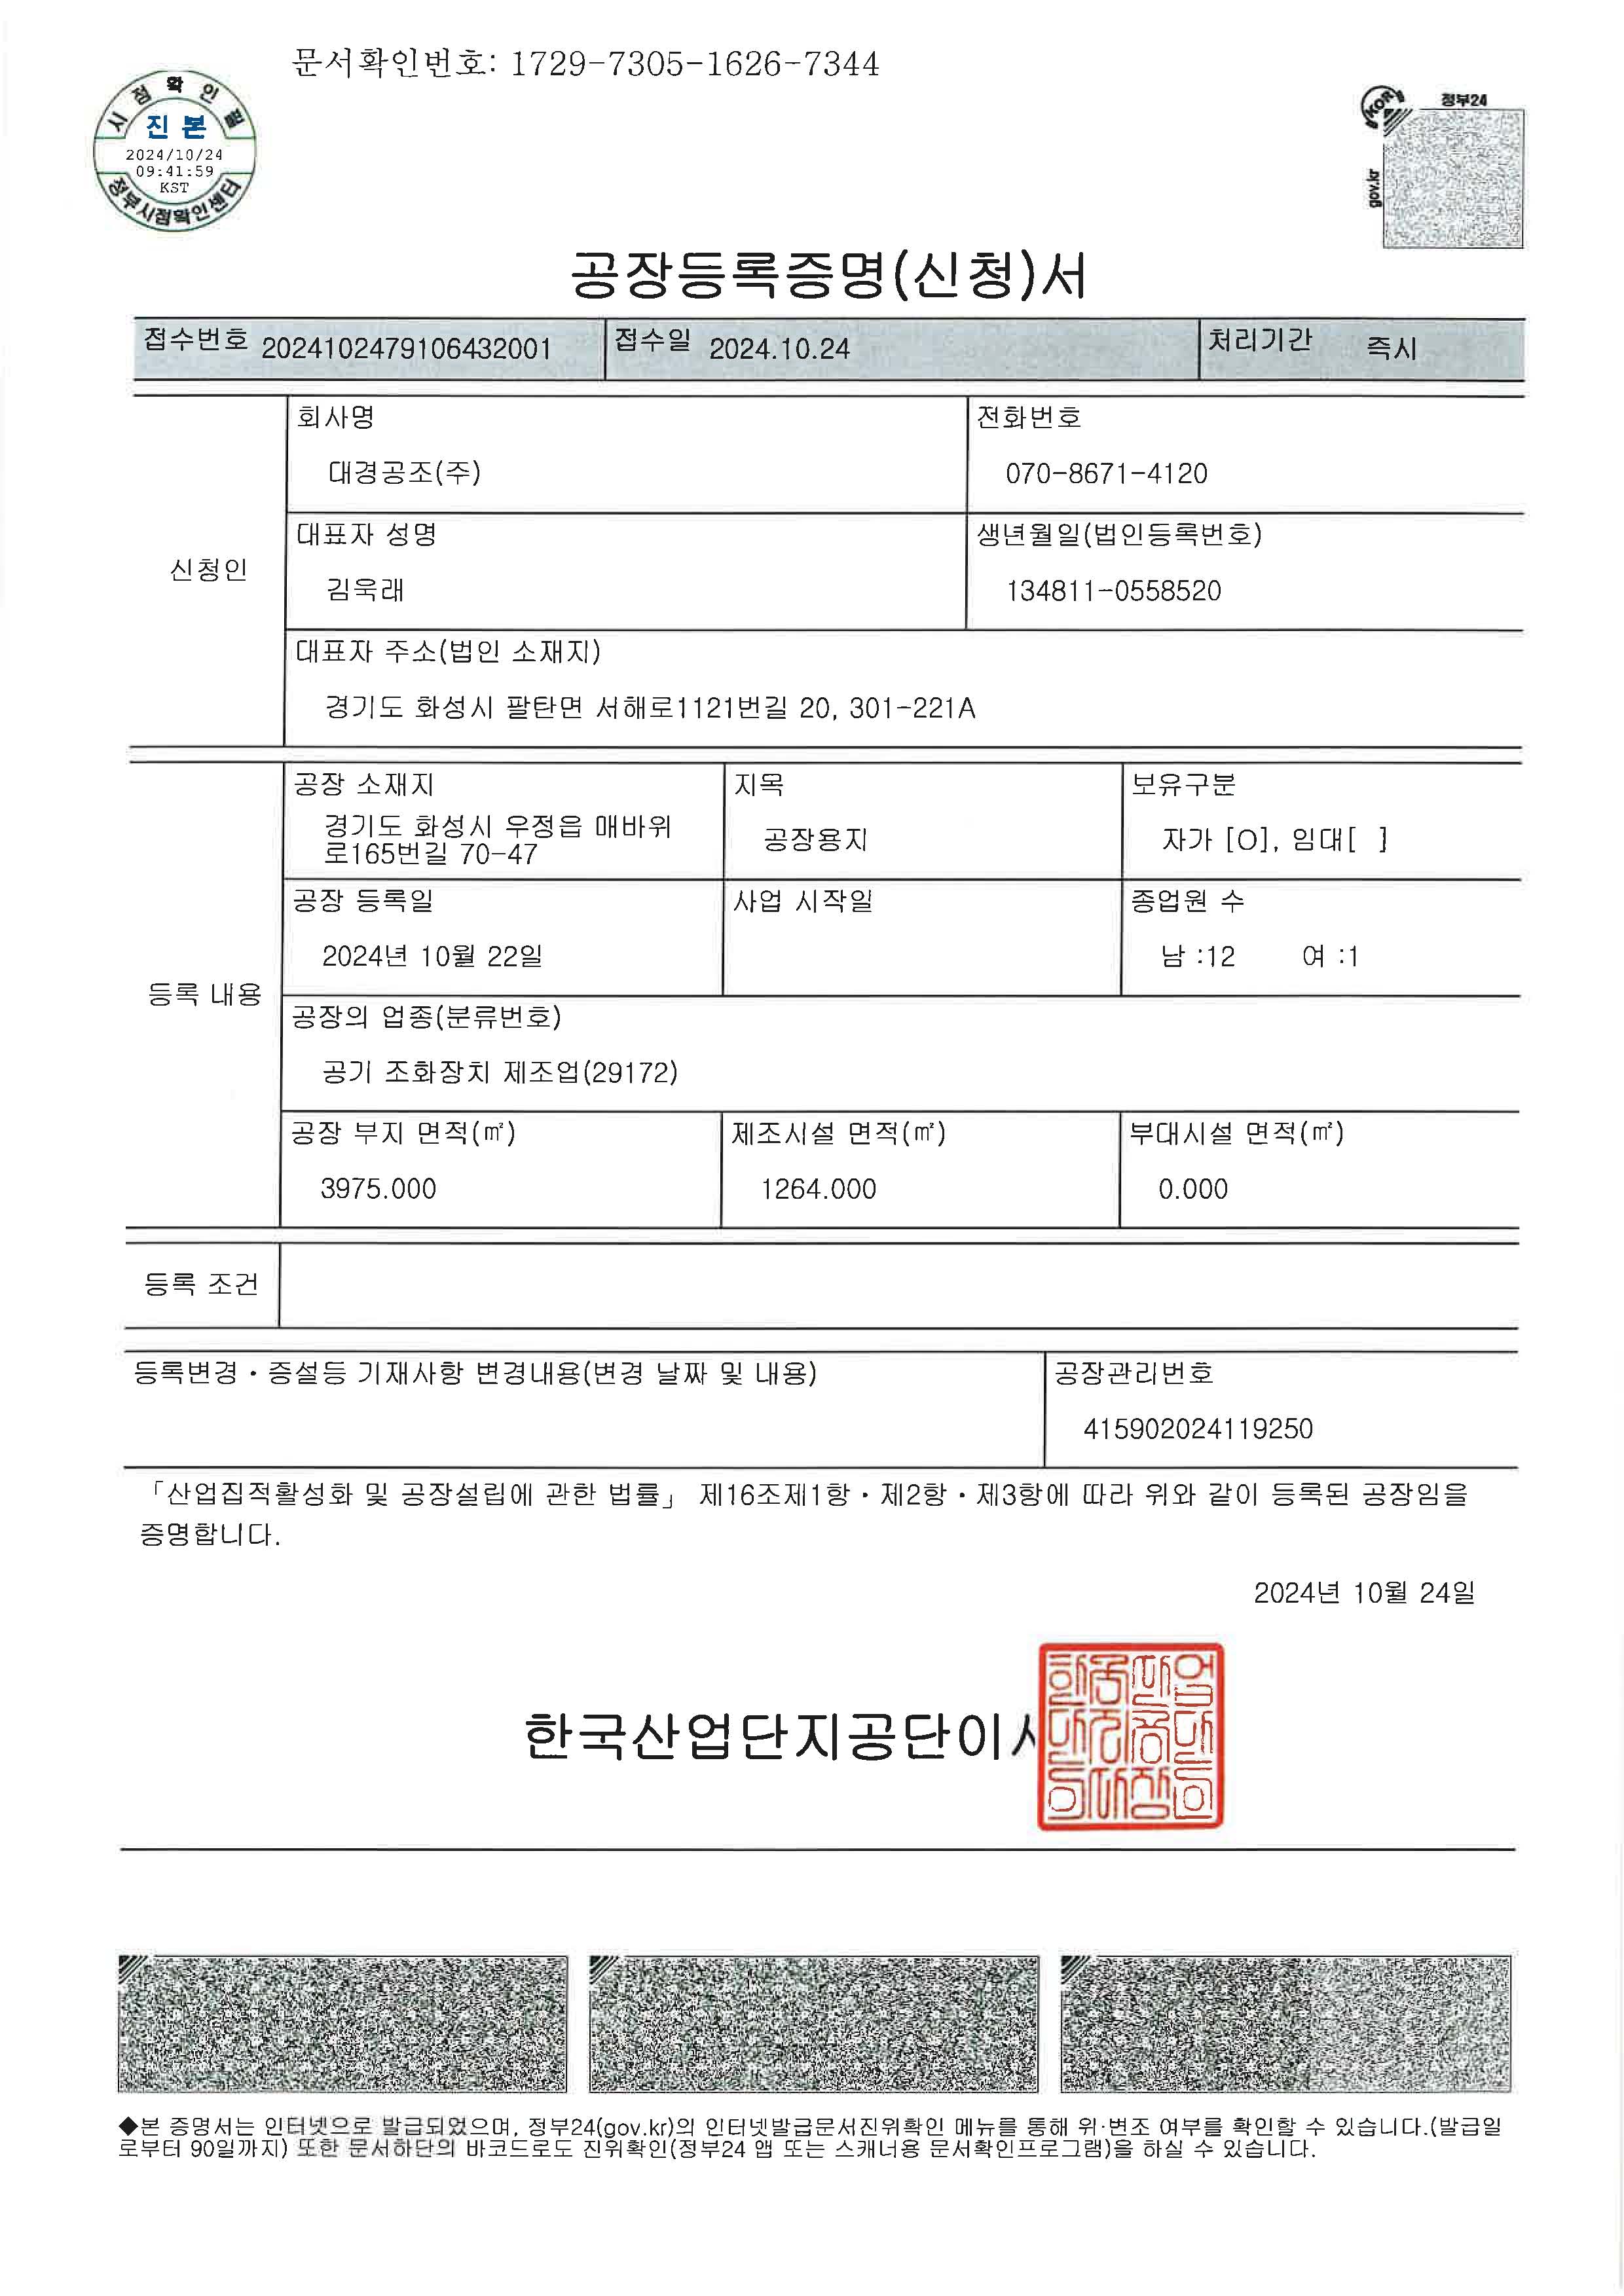 문서확인번호: 1729-7305-1626-7344
시점확인필
진 본
2024/10/24
09:41:59
KST
정부시점확인센터
KOR
정부24
gov.kr
공장등록증명(신청)서
접수번호 2024102479106432001 접수일 2024.10.24 처리기간 즉시
신청인
회사명 전화번호
대경공조(주) 070-8671-4120
대표자 성명 생년월일(법인등록번호)
김욱래 134811-0558520
대표자 주소(법인 소재지)
경기도 화성시 팔탄면 서해로1121번길 20, 301-221A
등록 내용
공장 소재지 지목 보유구분
경기도 화성시 우정읍 매바위
로165번길 70-47 공장용지 자가 [O], 임대[ ]
공장 등록일 사업 시작일 종업원 수
2024년 10월 22일 남 :12 여 :1
공장의 업종(분류번호)
공기 조화장치 제조업(29172)
공장 부지 면적(㎡) 제조시설 면적(㎡) 부대시설 면적(㎡)
3975.000 1264.000 0.000
등록 조건
등록변경・증설등 기재사항 변경내용(변경 날짜 및 내용) 공장관리번호
415902024119250
「산업집적활성화 및 공장설립에 관한 법률」 제16조제1항・제2항・제3항에 따라 위와 같이 등록된 공장임을
증명합니다.
2024년 10월 24일
한국산업단지공단이사
◆본 증명서는 인터넷으로 발급되었으며, 정부24(gov.kr)의 인터넷발급문서진위확인 메뉴를 통해 위·변조 여부를 확인할 수 있습니다.(발급일
로부터 90일까지) 또한 문서하단의 바코드로도 진위확인(정부24 앱 또는 스캐너용 문서확인프로그램)을 하실 수 있습니다.